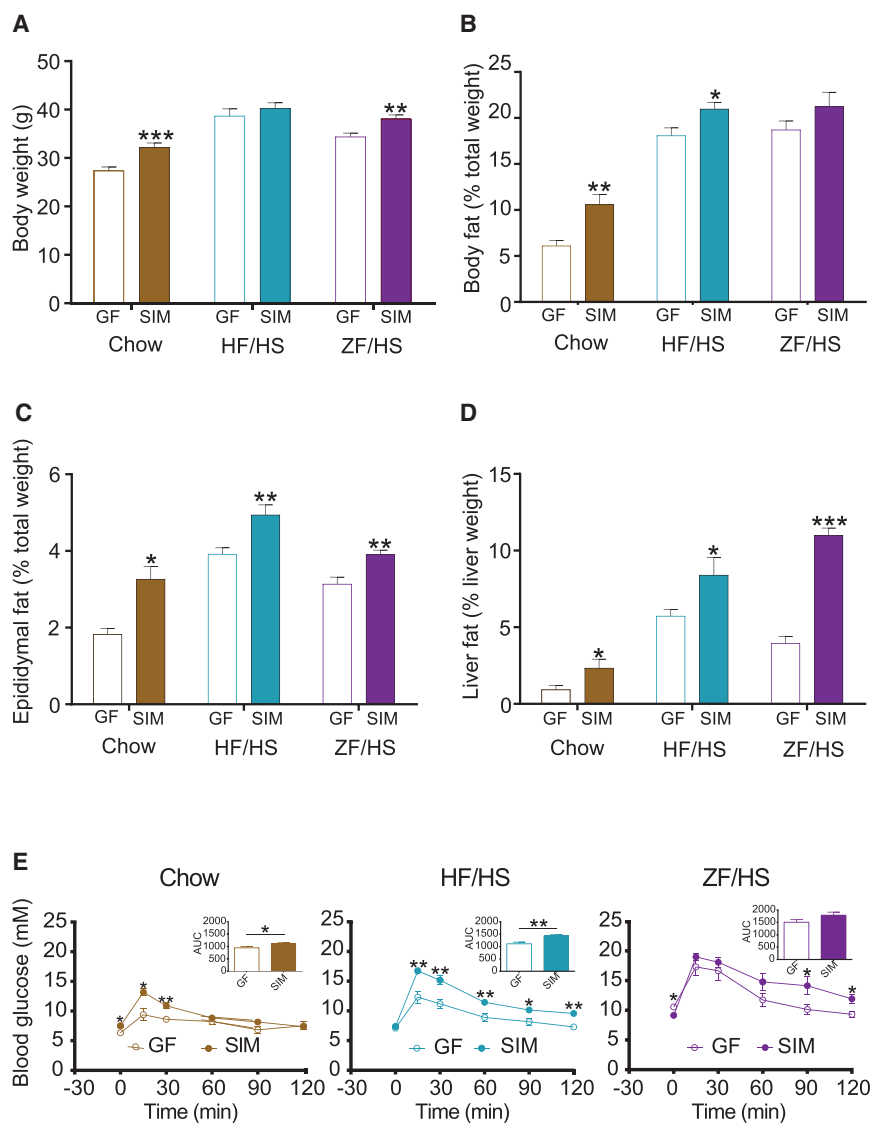 A
Body weight (g)
50
40
30
20
10
0
***
**
GF SIM GF SIM GF SIM
Chow HF/HS ZF/HS
B
Body fat (% total weight)
25
20
15
10
5
0
**
*
GF SIM GF SIM GF SIM
Chow HF/HS ZF/HS
C
Epididymal fat (% total weight)
6
4
2
0
*
**
**
GF SIM GF SIM GF SIM
Chow HF/HS ZF/HS
D
Liver fat (% liver weight)
15
10
5
0
*
*
***
GF SIM GF SIM GF SIM
Chow HF/HS ZF/HS
E
Chow
Blood glucose (mM)
25
20
15
10
5
0
* * **
AUC
2000
1500
1000
500
0
*
GF SIM
GF SIM
-30 0 30 60 90 120
Time (min)
HF/HS
25
20
15
10
5
0
** ** ** * **
AUC
2000
1500
1000
500
0
**
GF SIM
GF SIM
-30 0 30 60 90 120
Time (min)
ZF/HS
25
20
15
10
5
0
* * *
AUC
2000
1500
1000
500
0
GF SIM
GF SIM
-30 0 30 60 90 120
Time (min)